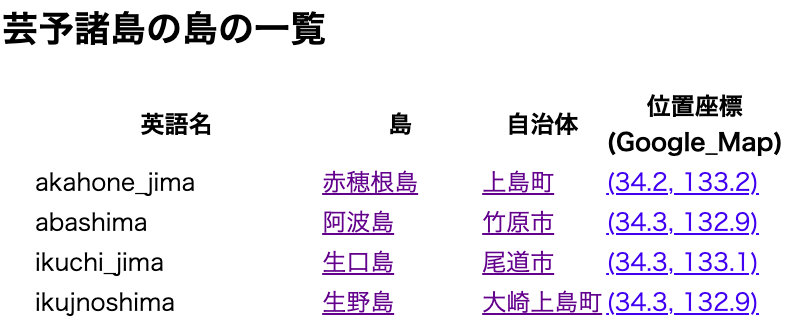 芸予諸島の島の一覧
英語名 島 自治体 位置座標
(Google_Map)
akahone_jima 赤穂根島 上島町 (34.2, 133.2)
abashima 阿波島 竹原市 (34.3, 132.9)
ikuchi_jima 生口島 尾道市 (34.3, 133.1)
ikujnoshima 生野島 大崎上島町 (34.3, 132.9)